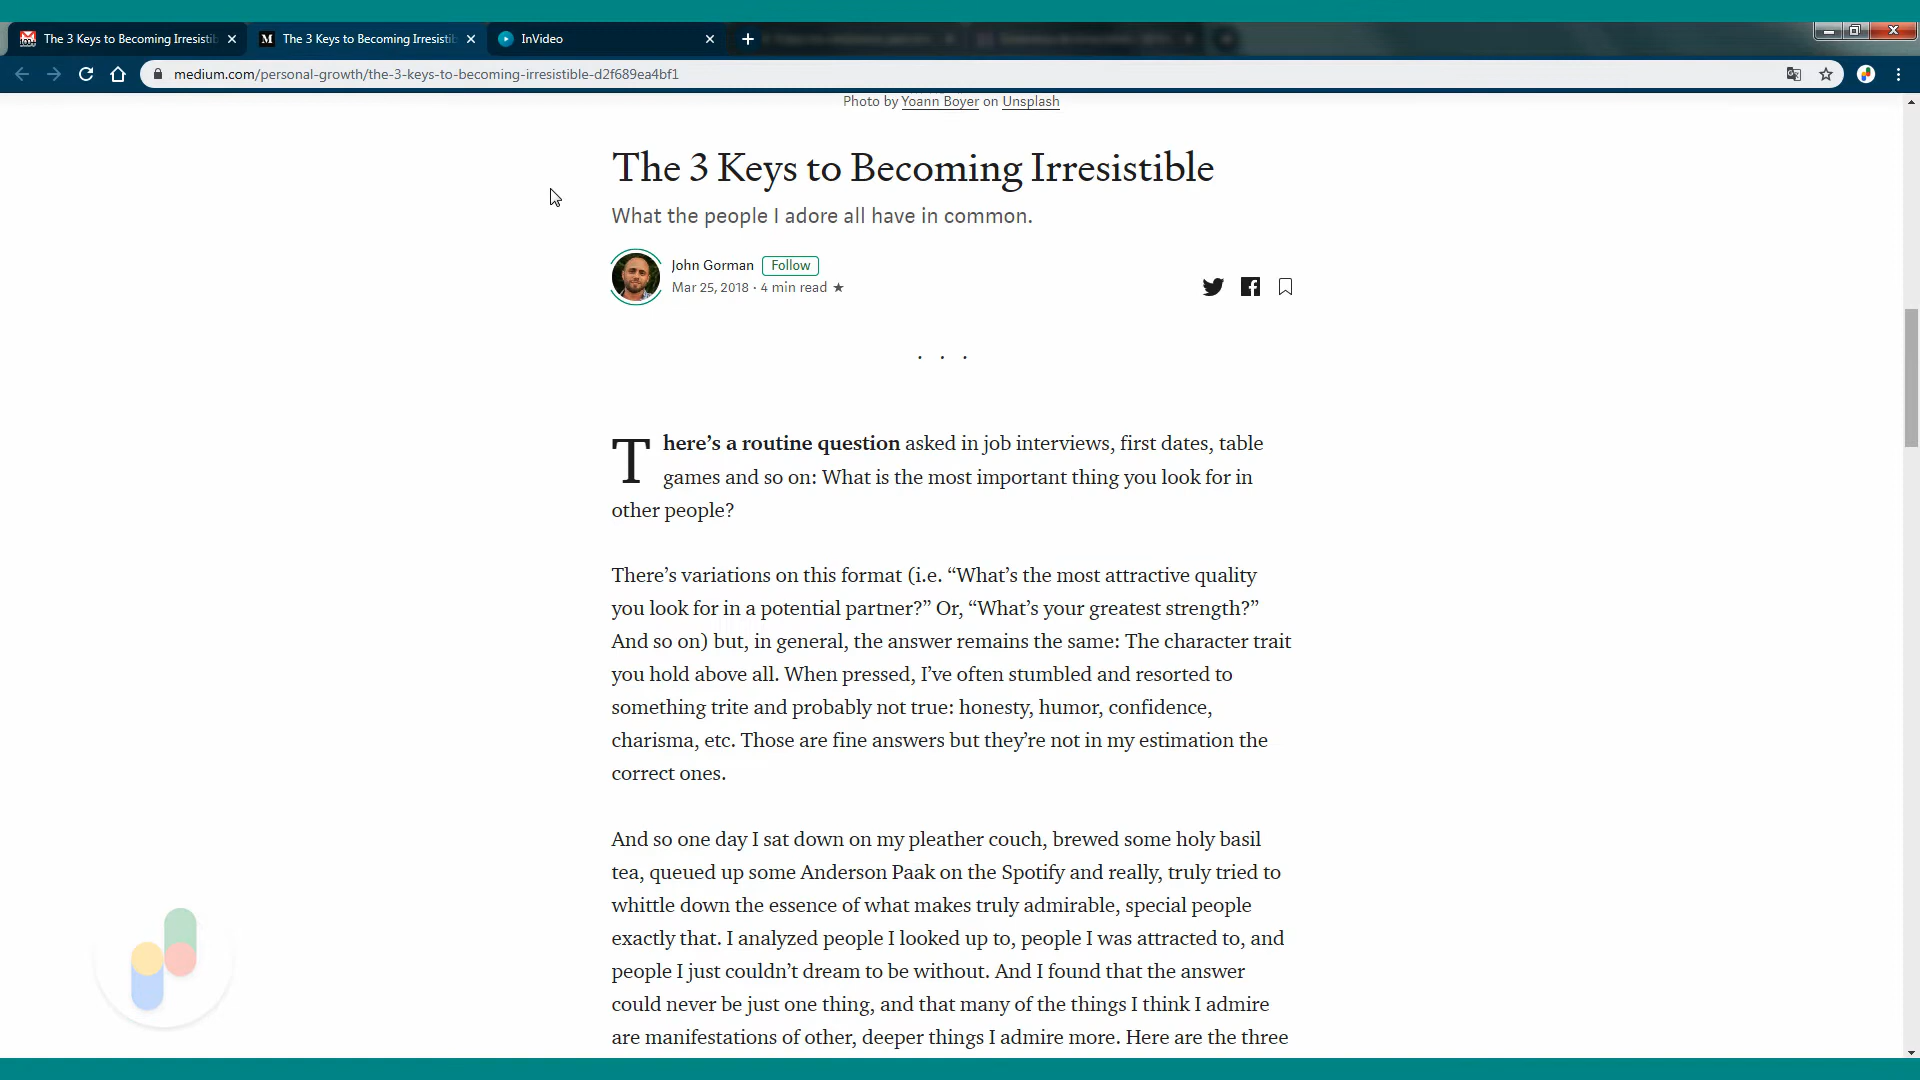 The 3 Keys to Becoming Irresistib
The 3 Keys to Becoming Irresistib
InVideo
medium.com/personal-growth/the-3-keys-to-becoming-irresistible-d2f689ea4bf1
Photo by Yoann Boyer on Unsplash
The 3 Keys to Becoming Irresistible
What the people I adore all have in common.
John Gorman Follow
Mar 25, 2018 · 4 min read ★
· · ·
There’s a routine question asked in job interviews, first dates, table
games and so on: What is the most important thing you look for in
other people?
There’s variations on this format (i.e. “What’s the most attractive quality
you look for in a potential partner?” Or, “What’s your greatest strength?”
And so on) but, in general, the answer remains the same: The character trait
you hold above all. When pressed, I’ve often stumbled and resorted to
something trite and probably not true: honesty, humor, confidence,
charisma, etc. Those are fine answers but they’re not in my estimation the
correct ones.
And so one day I sat down on my pleather couch, brewed some holy basil
tea, queued up some Anderson Paak on the Spotify and really, truly tried to
whittle down the essence of what makes truly admirable, special people
exactly that. I analyzed people I looked up to, people I was attracted to, and
people I just couldn’t dream to be without. And I found that the answer
could never be just one thing, and that many of the things I think I admire
are manifestations of other, deeper things I admire more. Here are the three